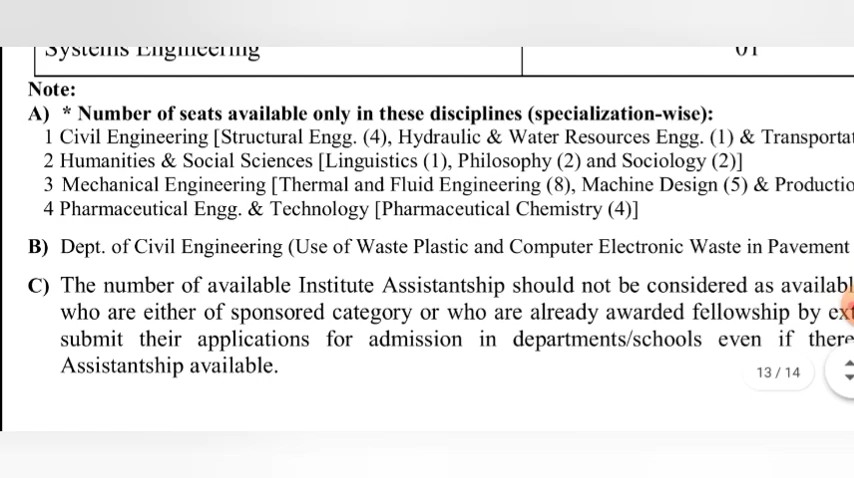 Systems Engineering 01
Note:
A) * Number of seats available only in these disciplines (specialization-wise):
1 Civil Engineering [Structural Engg. (4), Hydraulic & Water Resources Engg. (1) & Transportat
2 Humanities & Social Sciences [Linguistics (1), Philosophy (2) and Sociology (2)]
3 Mechanical Engineering [Thermal and Fluid Engineering (8), Machine Design (5) & Productio
4 Pharmaceutical Engg. & Technology [Pharmaceutical Chemistry (4)]
B) Dept. of Civil Engineering (Use of Waste Plastic and Computer Electronic Waste in Pavement
C) The number of available Institute Assistantship should not be considered as availabl
who are either of sponsored category or who are already awarded fellowship by ext
submit their applications for admission in departments/schools even if there
Assistantship available.
13 / 14